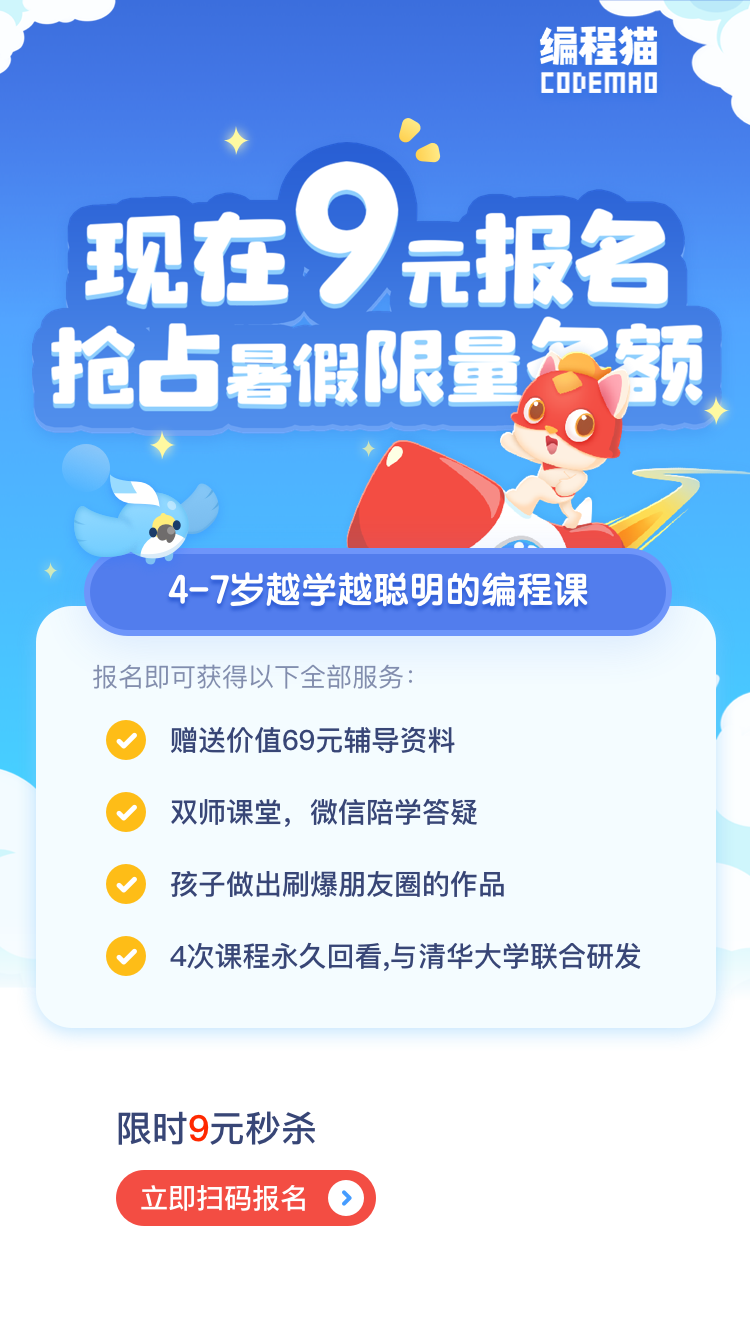 编程猫
CODEMAO
现在9元报名
抢占暑假限量名额
4-7岁越学越聪明的编程课
报名即可获得以下全部服务：
赠送价值69元辅导资料
双师课堂，微信陪学答疑
孩子做出刷爆朋友圈的作品
4次课程永久回看,与清华大学联合研发
限时9元秒杀
立即扫码报名